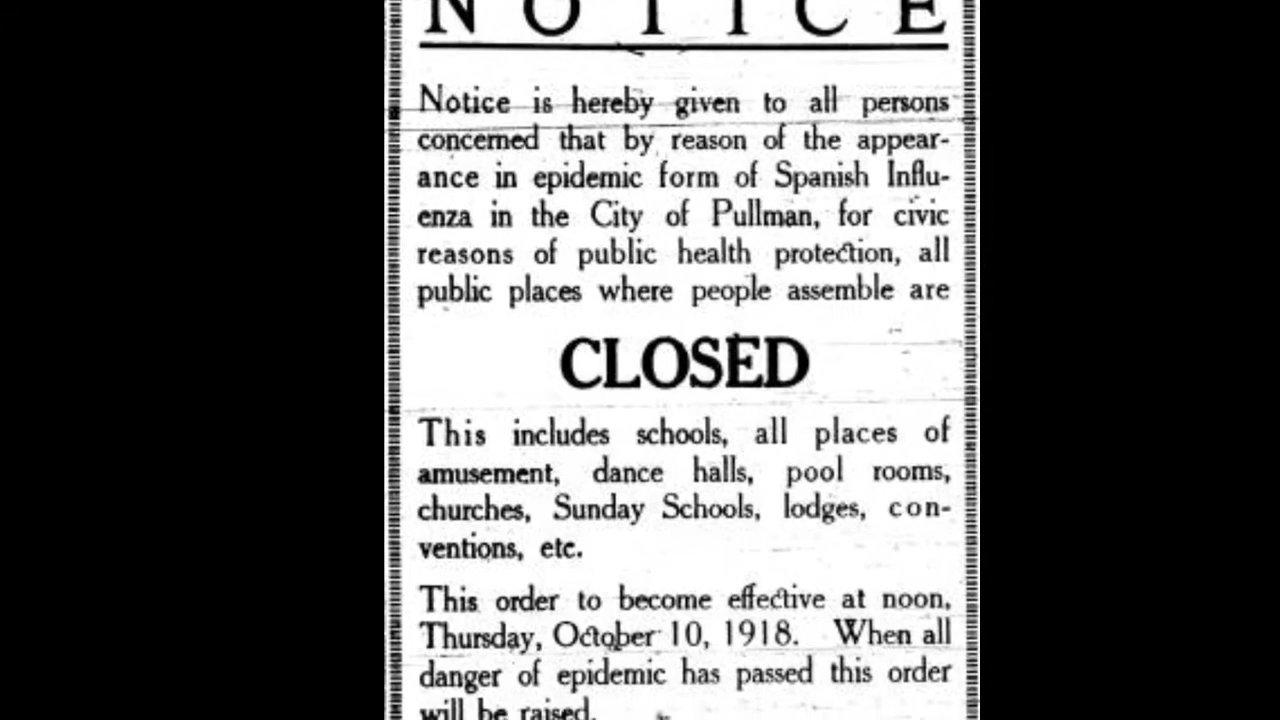 NOTICE
Notice is hereby given to all persons
concerned that by reason of the appear-
ance in epidemic form of Spanish Influ-
enza in the City of Pullman, for civic
reasons of public health protection, all
public places where people assemble are
CLOSED
This includes schools, all places of
amusement, dance halls, pool rooms,
churches, Sunday Schools, lodges, con-
ventions, etc.
This order to become effective at noon,
Thursday, October 10, 1918. When all
danger of epidemic has passed this order
will be raised.